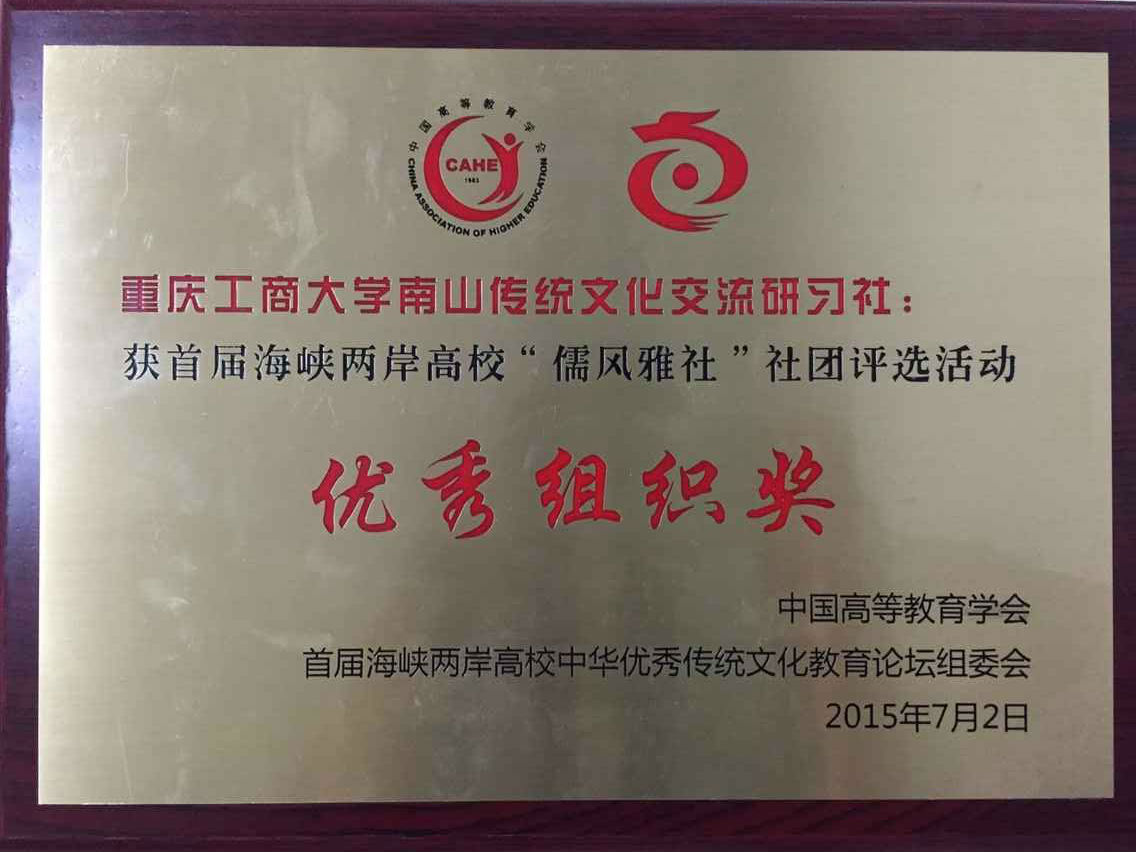 中国高等教育学会
CAHE
1983
CHINA ASSOCIATION OF HIGHER EDUCATION
重庆工商大学南山传统文化交流研习社：
获首届海峡两岸高校“儒风雅社”社团评选活动
优秀组织奖
中国高等教育学会
首届海峡两岸高校中华优秀传统文化教育论坛组委会
2015年7月2日